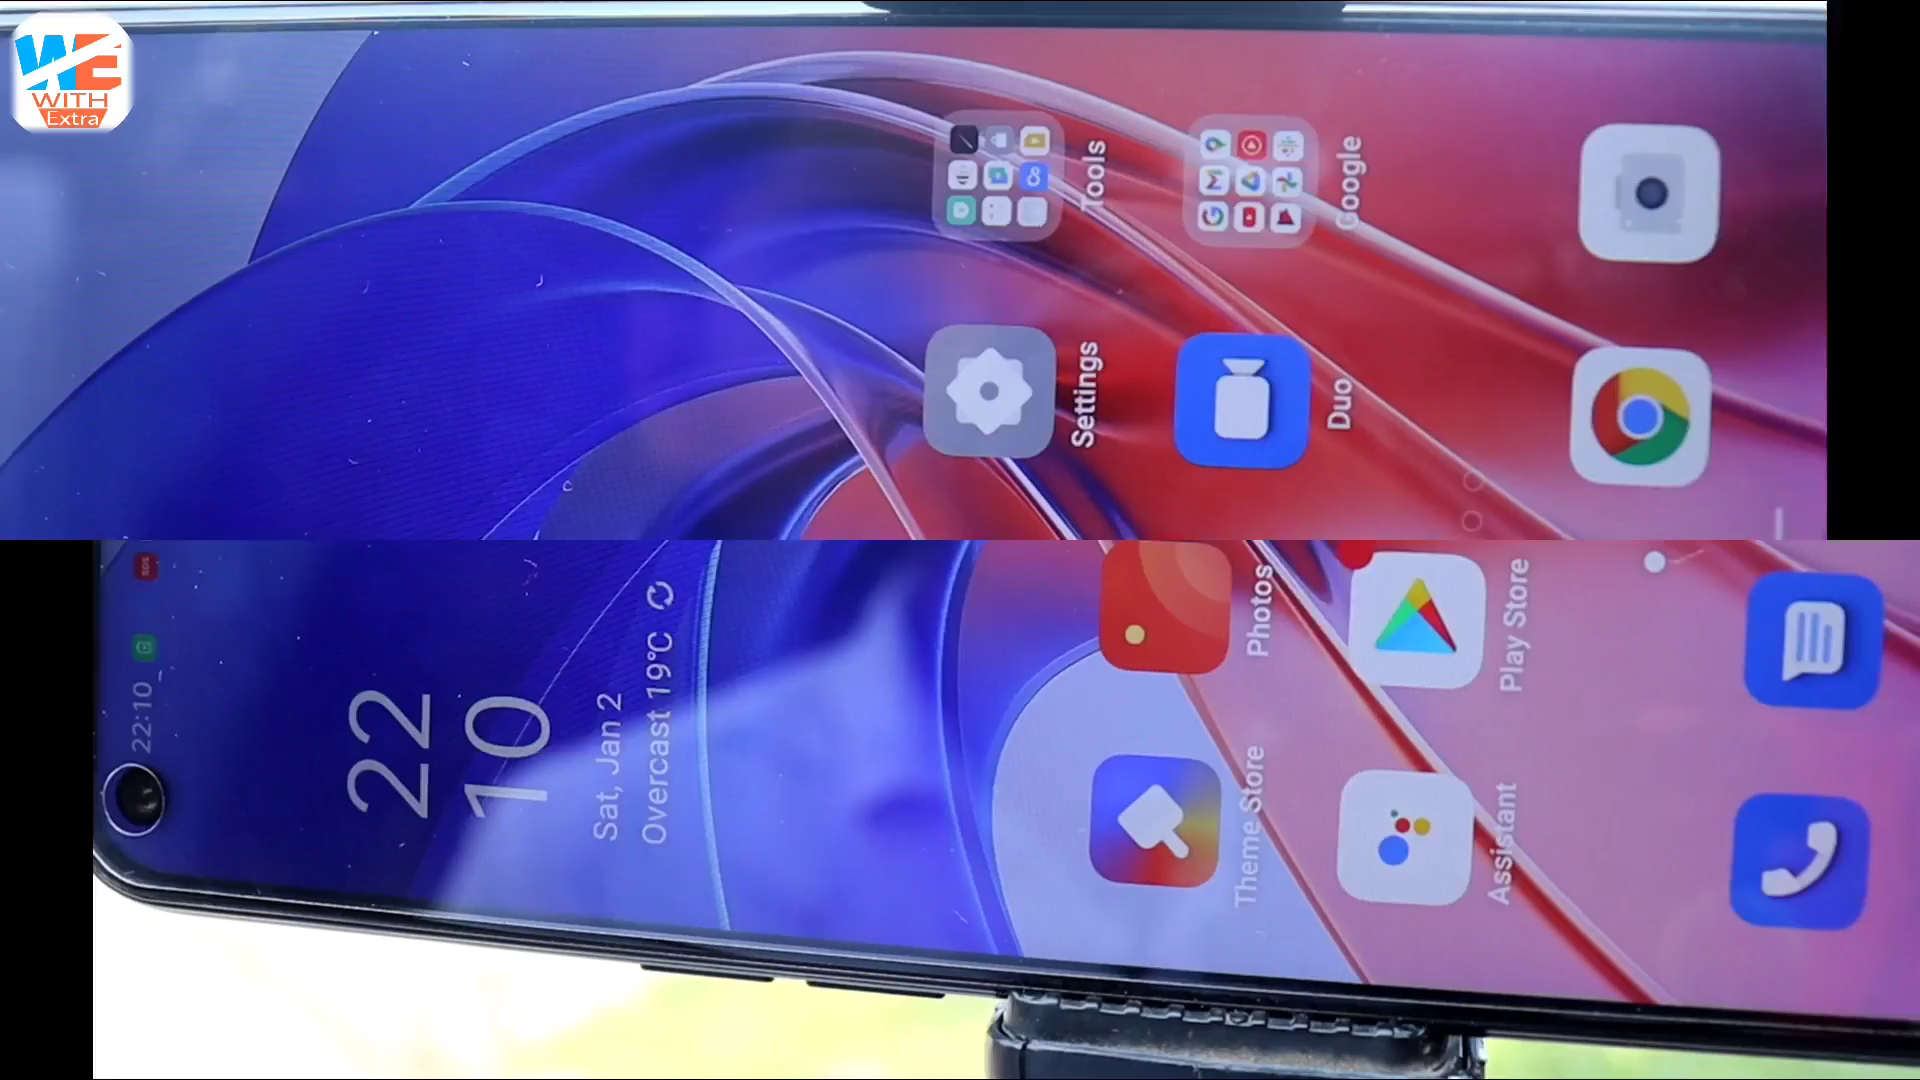 WE
WITH
Extra
Tools
Google
Settings
Duo
SOS
22:10
22
10
Sat, Jan 2
Overcast 19°C
Photos
Play Store
Theme Store
Assistant